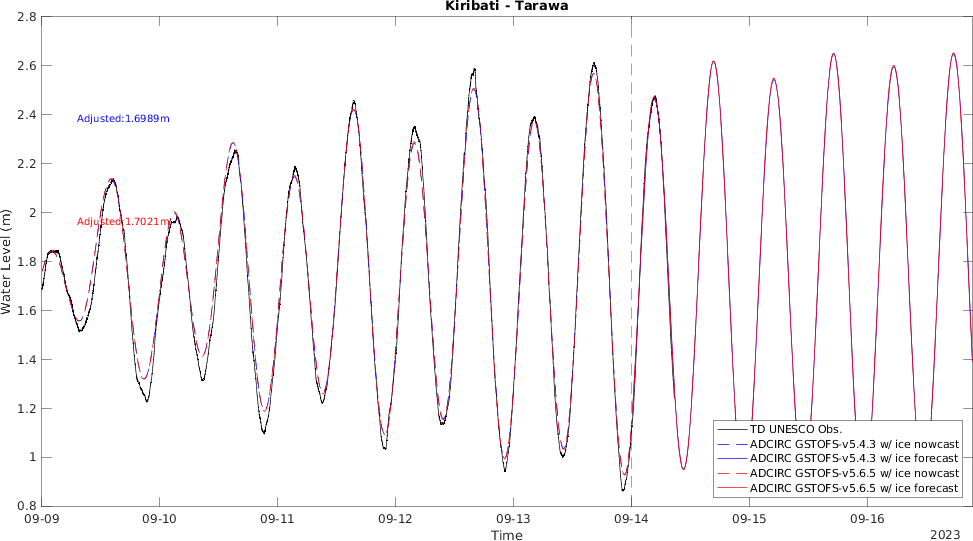 Kiribati - Tarawa
2.8
2.6
2.4
2.2
2
1.8
1.6
1.4
1.2
1
0.8
Water Level (m)
Adjusted:1.6989m
Adjusted:1.7021m
TD UNESCO Obs.
ADCIRC GSTOFS-v5.4.3 w/ ice nowcast
ADCIRC GSTOFS-v5.4.3 w/ ice forecast
ADCIRC GSTOFS-v5.6.5 w/ ice nowcast
ADCIRC GSTOFS-v5.6.5 w/ ice forecast
09-09 09-10 09-11 09-12 09-13 09-14 09-15 09-16
Time
2023